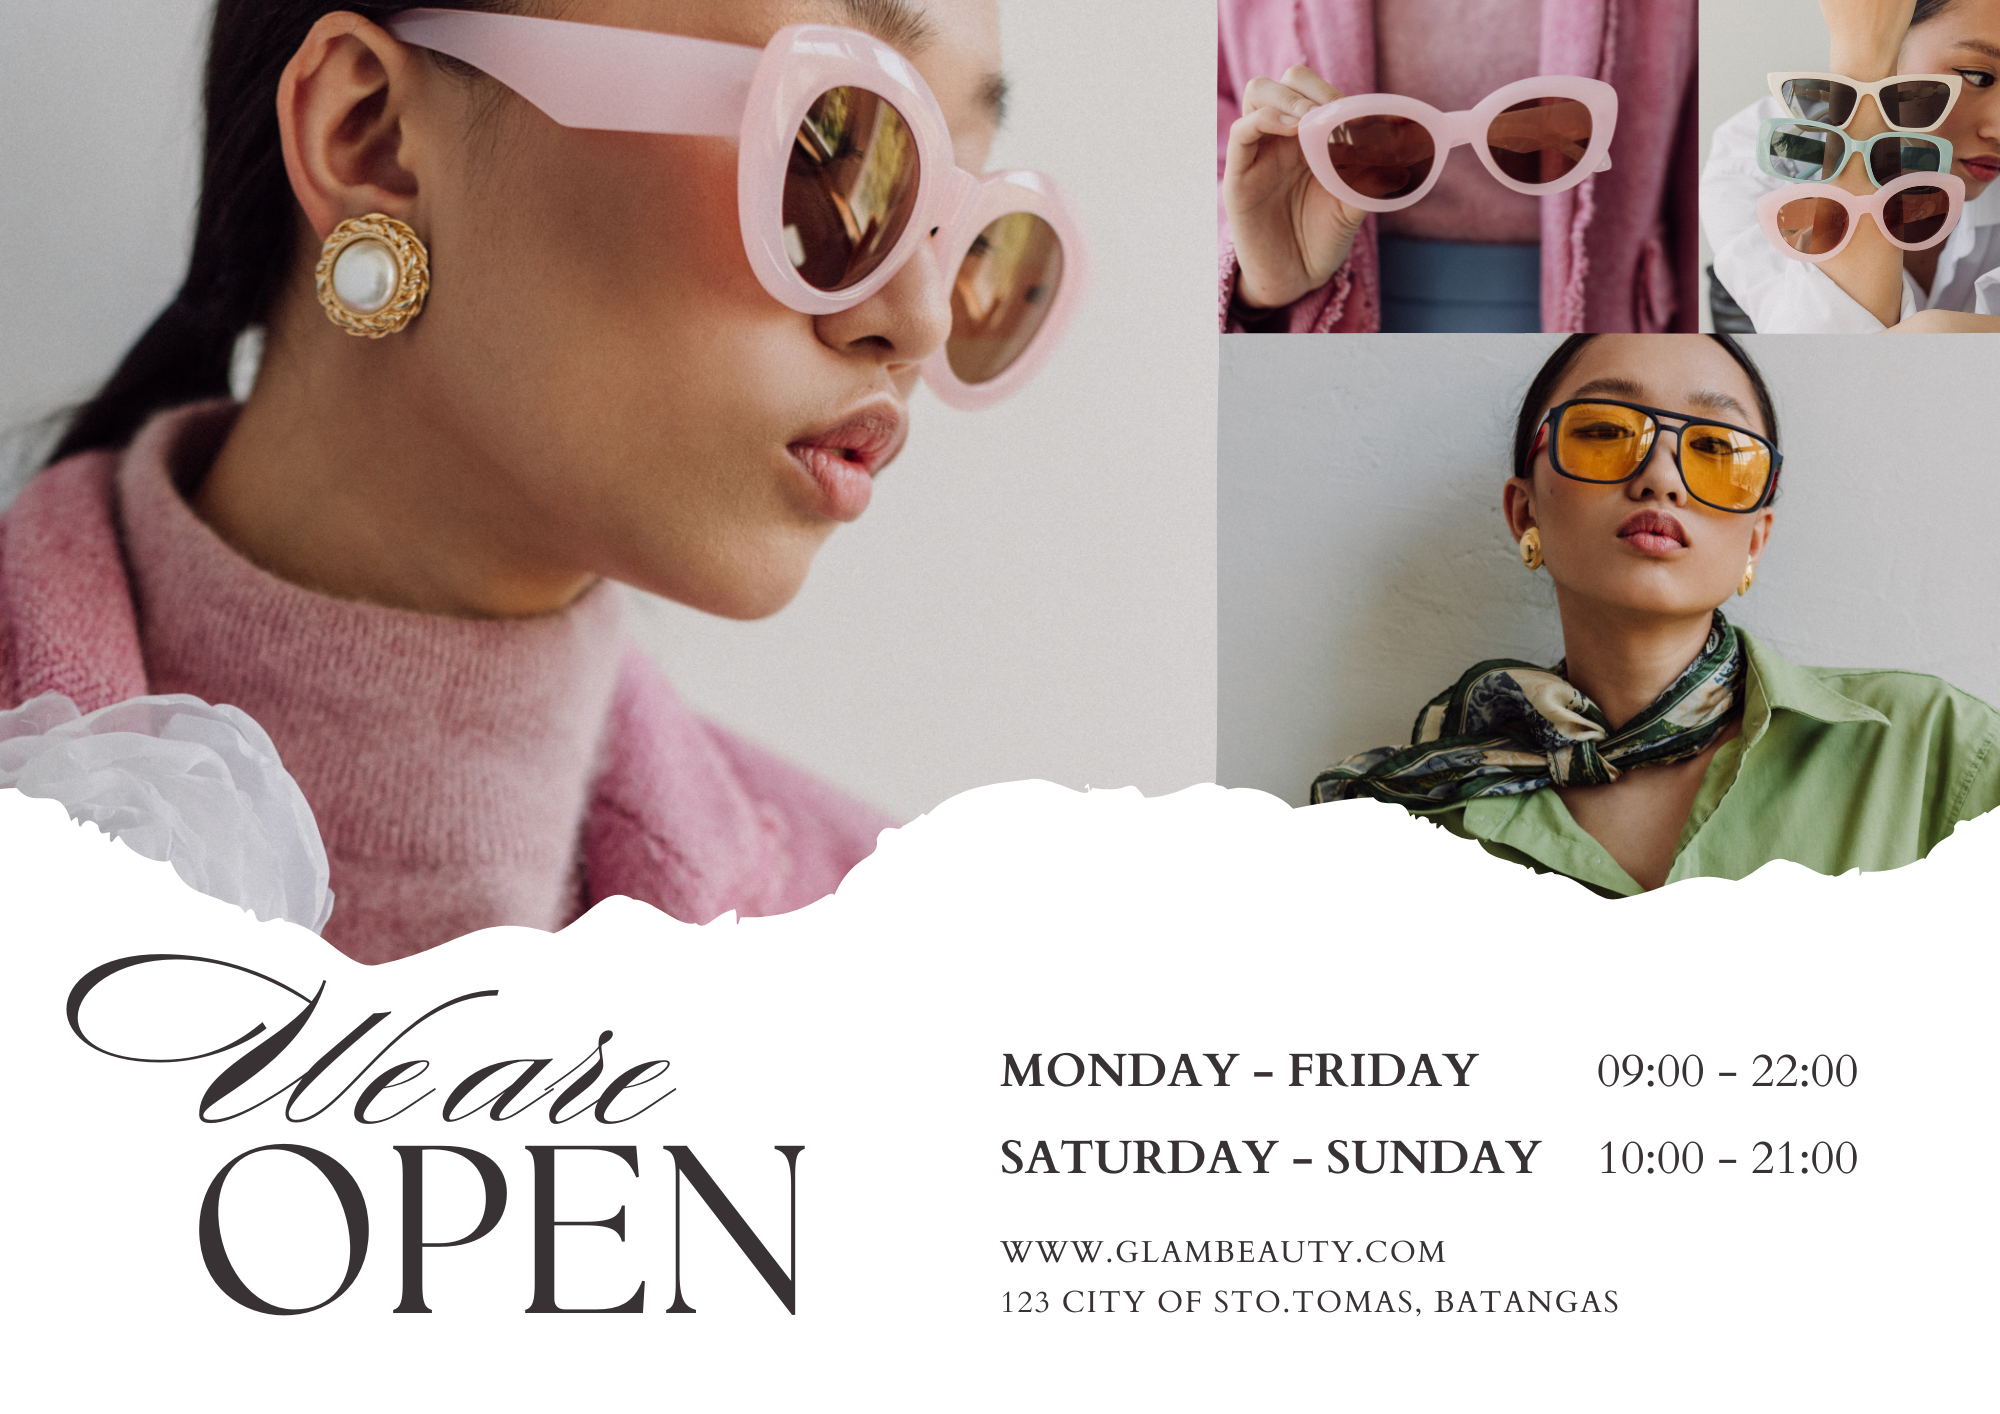 We are
OPEN
MONDAY – FRIDAY 09:00 – 22:00
SATURDAY – SUNDAY 10:00 – 21:00
WWW.GLAMBEAUTY.COM
123 CITY OF STO.TOMAS, BATANGAS